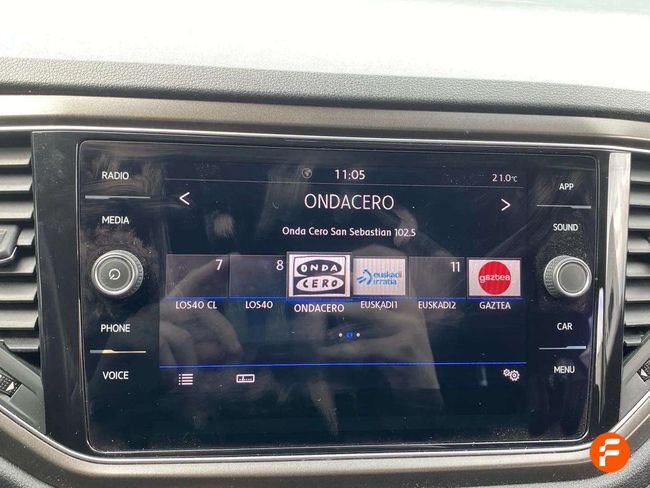 RADIO
MEDIA
PHONE
VOICE
11:05
21.0°C
ONDACERO
Onda Cero San Sebastian 102.5
7
8
ONDA
CERO
euskadi
irratia
11
gaztea
LOS40 CL
LOS40
ONDACERO
EUSKADI1
EUSKADI2
GAZTEA
APP
SOUND
CAR
MENU
F